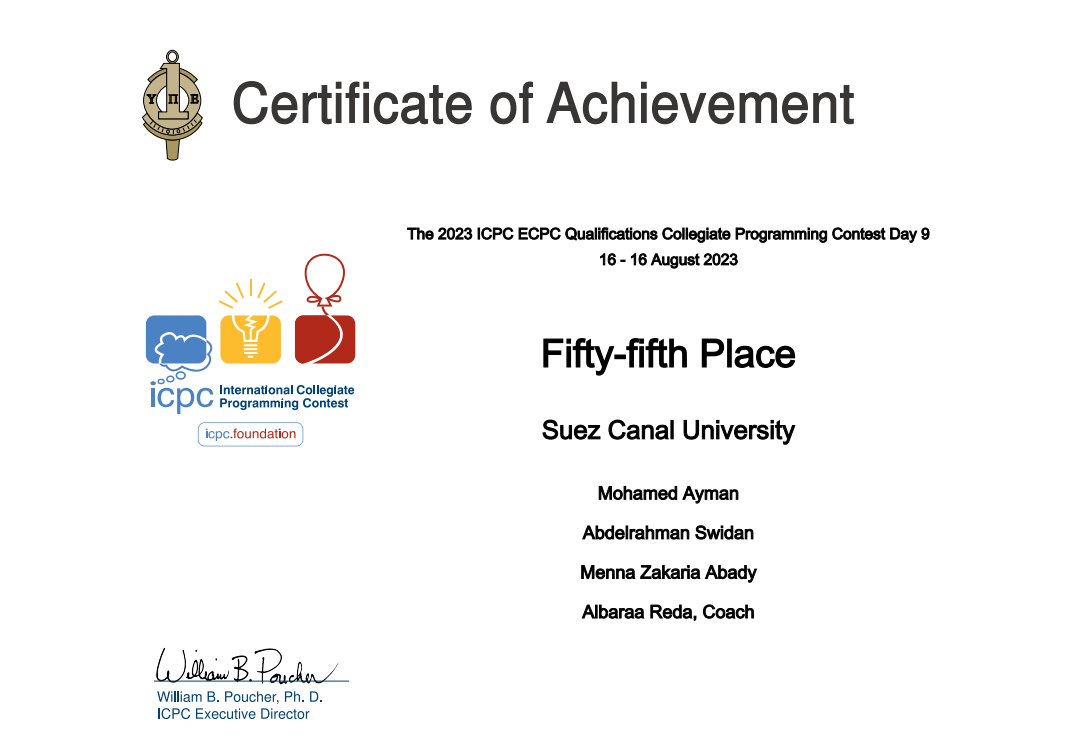 Υ Π Ε
Certificate of Achievement
The 2023 ICPC ECPC Qualifications Collegiate Programming Contest Day 9
16 - 16 August 2023
Fifty-fifth Place
Suez Canal University
Mohamed Ayman
Abdelrahman Swidan
Menna Zakaria Abady
Albaraa Reda, Coach
icpc International Collegiate
Programming Contest
icpc.foundation
William B. Poucher
William B. Poucher, Ph. D.
ICPC Executive Director